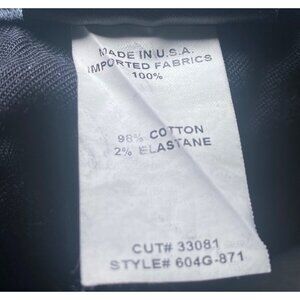 MADE IN U.S.A.
IMPORTED FABRICS
100%
98% COTTON
2% ELASTANE
CUT# 33081
STYLE# 604G-871